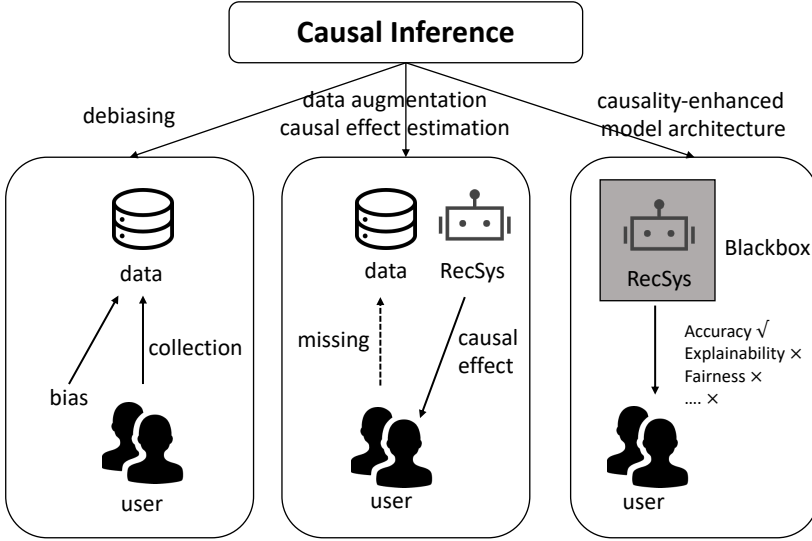 Causal Inference
debiasing
data augmentation
causal effect estimation
causality-enhanced
model architecture
data
collection
bias
user
data
RecSys
missing
causal
effect
user
RecSys
Blackbox
Accuracy √
Explainability ×
Fairness ×
.... ×
user